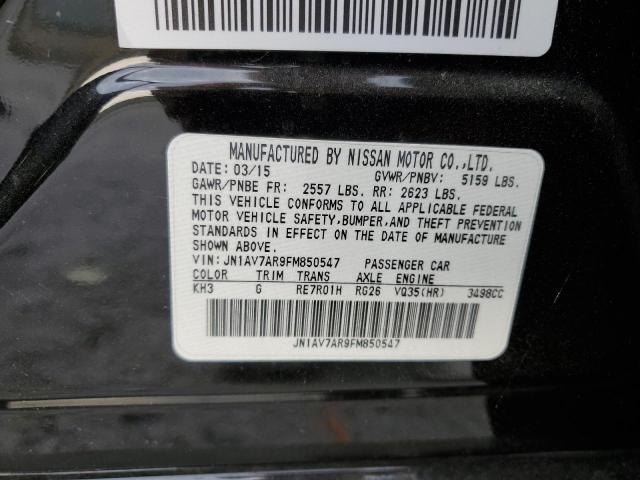 MANUFACTURED BY NISSAN MOTOR CO.,LTD.
DATE: 03/15 GVWR/PNBV: 5159 LBS.
GAWR/PNBE FR: 2557 LBS. RR: 2623 LBS.
THIS VEHICLE CONFORMS TO ALL APPLICABLE FEDERAL
MOTOR VEHICLE SAFETY,BUMPER,AND THEFT PREVENTION
STANDARDS IN EFFECT ON THE DATE OF MANUFACTURE
SHOWN ABOVE.
VIN: JN1AV7AR9FM850547 PASSENGER CAR
COLOR TRIM TRANS AXLE ENGINE
KH3 G RE7R01H RG26 VQ35(HR) 3498CC
JN1AV7AR9FM850547